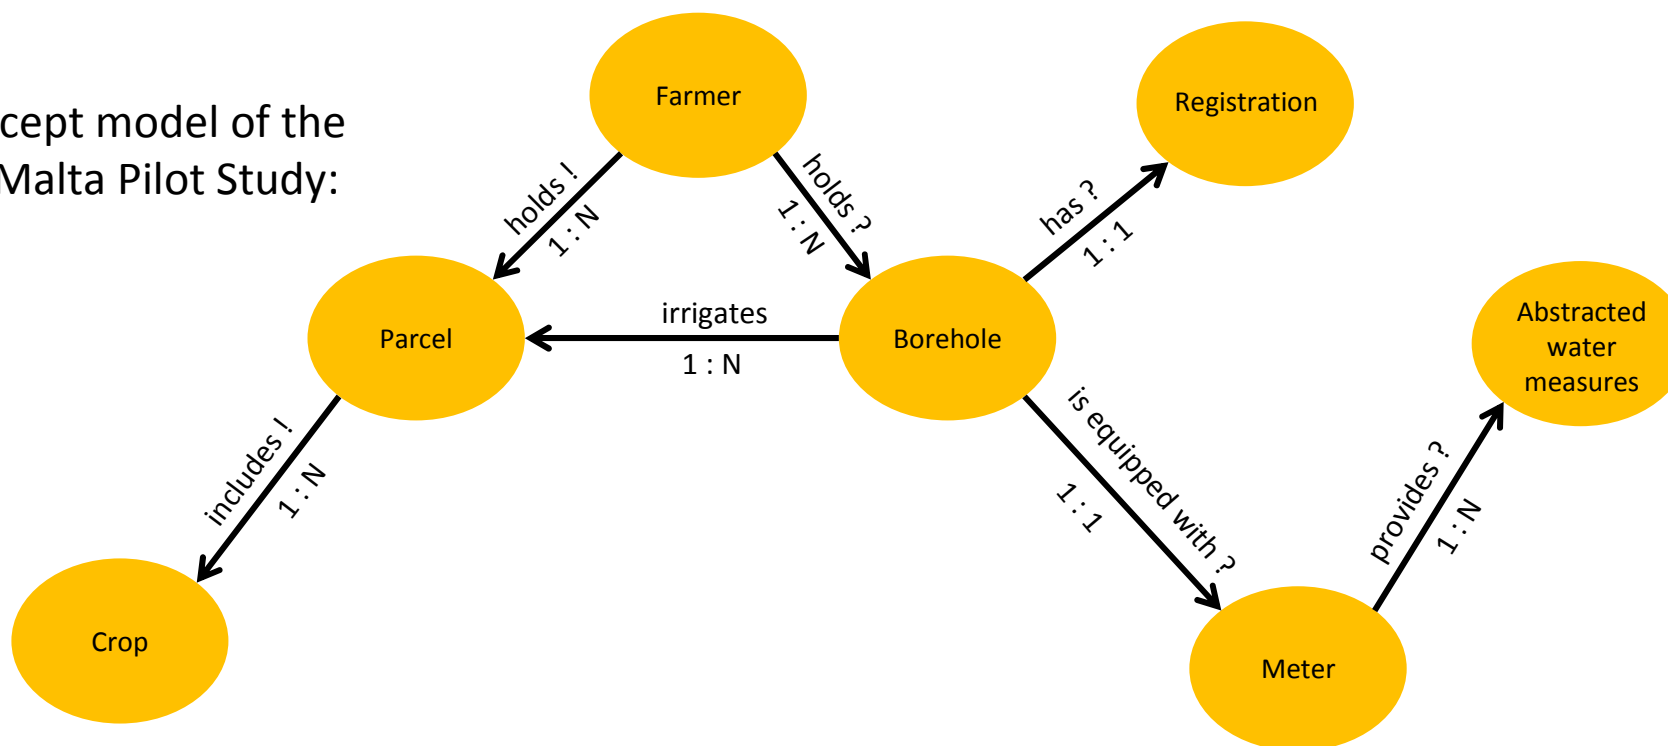 cept model of the
Malta Pilot Study:
Farmer
Registration
holds !
1 : N
holds ?
1 : N
has ?
1 : 1
Parcel
irrigates
1 : N
Borehole
Abstracted
water
measures
includes !
1 : N
is equipped with ?
1 : 1
provides ?
1 : N
Crop
Meter